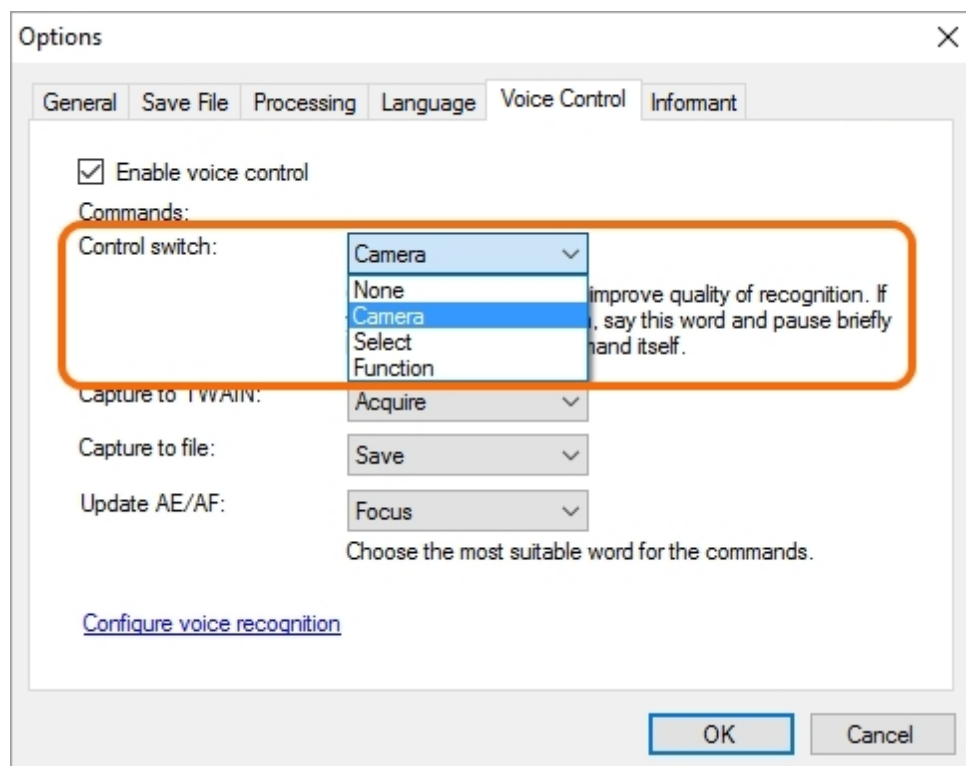 Options
General Save File Processing Language Voice Control Informant
Enable voice control
Commands:
Control switch: Camera
None
Camera
Select
Function
improve quality of recognition. If
say this word and pause briefly
itself.
Capture to TWAIN: Acquire
Capture to file: Save
Update AE/AF: Focus
Choose the most suitable word for the commands.
Configure voice recognition
OK Cancel